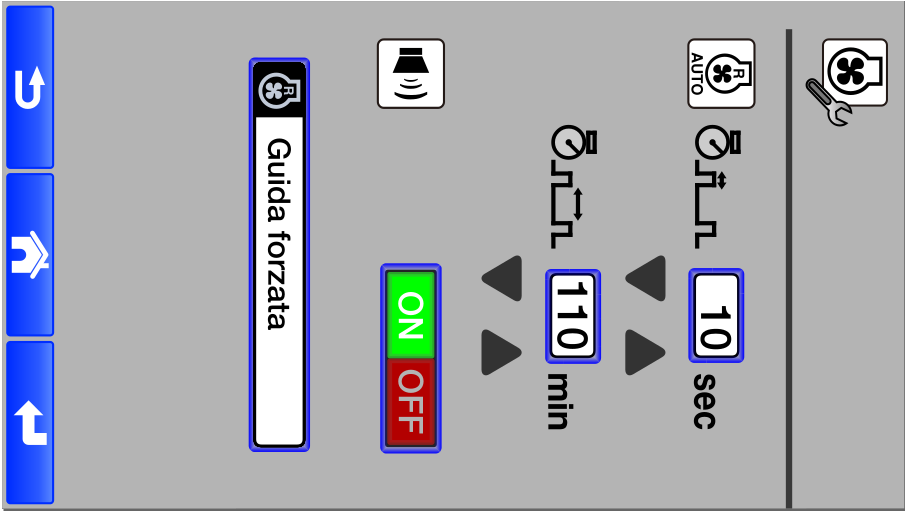 R
AUTO
10 sec
110 min
ON OFF
R
Guida forzata